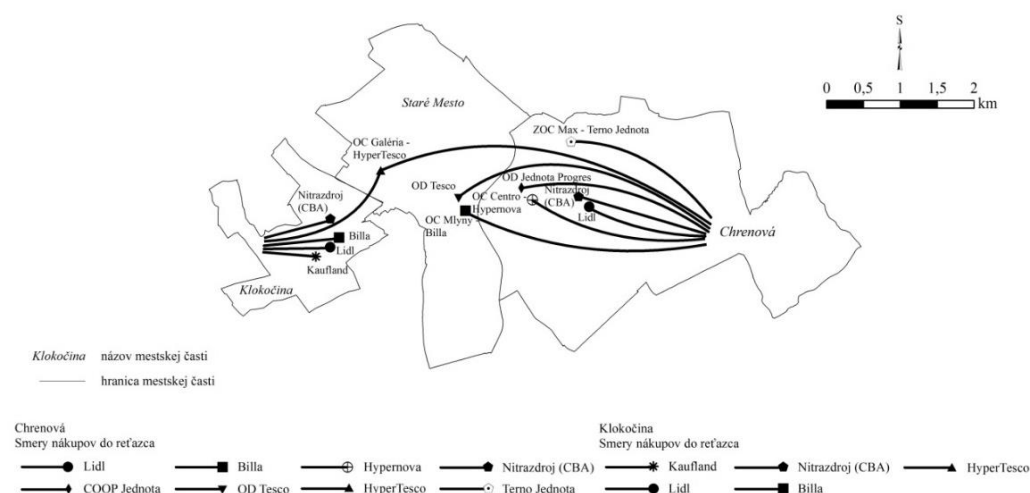 S
0 0,5 1 1,5 2
km
Staré Mesto
ZOC Max - Terno Jednota
OC Galéria -
HyperTesco
OD Jednota Progres
OD Tesco
Nitrazdroj
(CBA)
OC Centro -
Hypernova
Nitrazdroj
(CBA)
Lidl
OC Mlyny -
Billa
Chrenová
Billa
Lidl
Kaufland
Klokočina
Klokočina názov mestskej časti
hranica mestskej časti
Chrenová
Smery nákupov do reťazca
Lidl Billa Hypernova Nitrazdroj (CBA)
COOP Jednota OD Tesco HyperTesco Terno Jednota
Klokočina
Smery nákupov do reťazca
Kaufland Nitrazdroj (CBA) HyperTesco
Lidl Billa